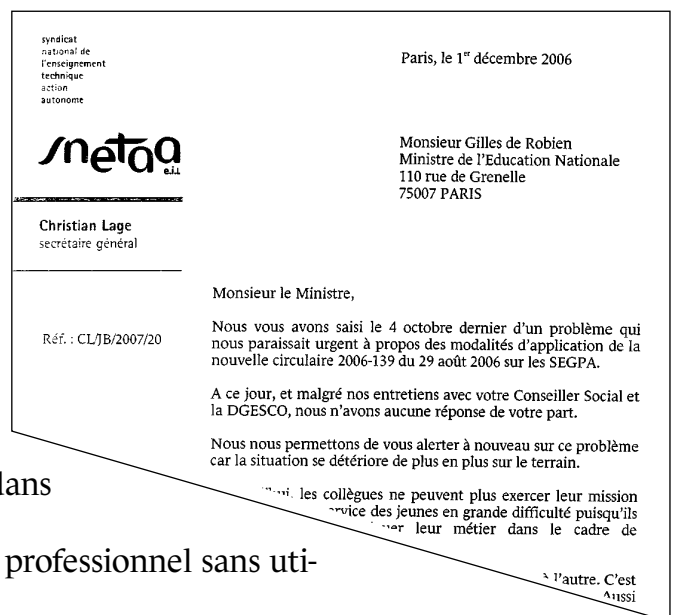 syndicat
national de
l'enseignement
technique
action
autonome
snetaa
e.i.l
Christian Lage
secrétaire général
Réf. : CL/JB/2007/20
Paris, le 1er décembre 2006
Monsieur Gilles de Robien
Ministre de l'Education Nationale
110 rue de Grenelle
75007 PARIS
Monsieur le Ministre,
Nous vous avons saisi le 4 octobre dernier d'un problème qui
nous paraissait urgent à propos des modalités d'application de la
nouvelle circulaire 2006-139 du 29 août 2006 sur les SEGPA.
A ce jour, et malgré nos entretiens avec votre Conseiller Social et
la DGESCO, nous n'avons aucune réponse de votre part.
Nous nous permettons de vous alerter à nouveau sur ce problème
car la situation se détériore de plus en plus sur le terrain.
les collègues ne peuvent plus exercer leur mission
des jeunes en grande difficulté puisqu'ils
leur métier dans le cadre de
l'autre. C'est
professionnel sans uti-